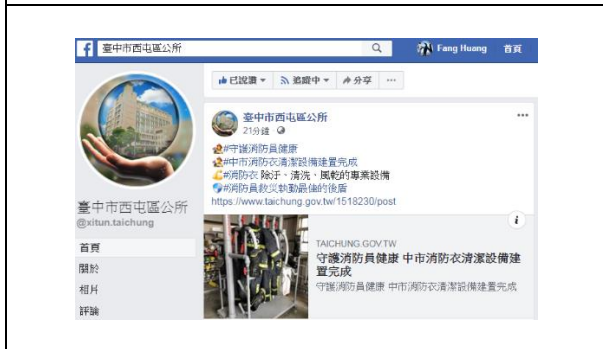 臺中市西屯區公所
Fang Huang 首頁
已說讚 追蹤中 分享 ...
臺中市西屯區公所
21分鐘
#守護消防員健康
#中市消防衣清潔設備建置完成
#消防衣 除汙、清洗、風乾的專業設備
#消防員救災執勤最強的後盾
https://www.taichung.gov.tw/1518230/post
臺中市西屯區公所
@xitun.taichung
首頁
關於
相片
評論
TAICHUNG.GOV.TW
守護消防員健康 中市消防衣清潔設備建
置完成
守護消防員健康 中市消防衣清潔設備建置完成